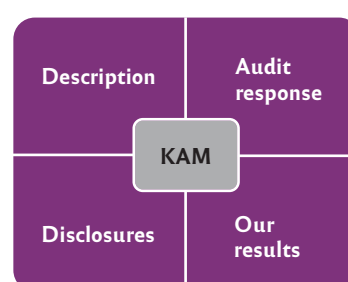 Description
Audit
response
KAM
Disclosures
Our
results